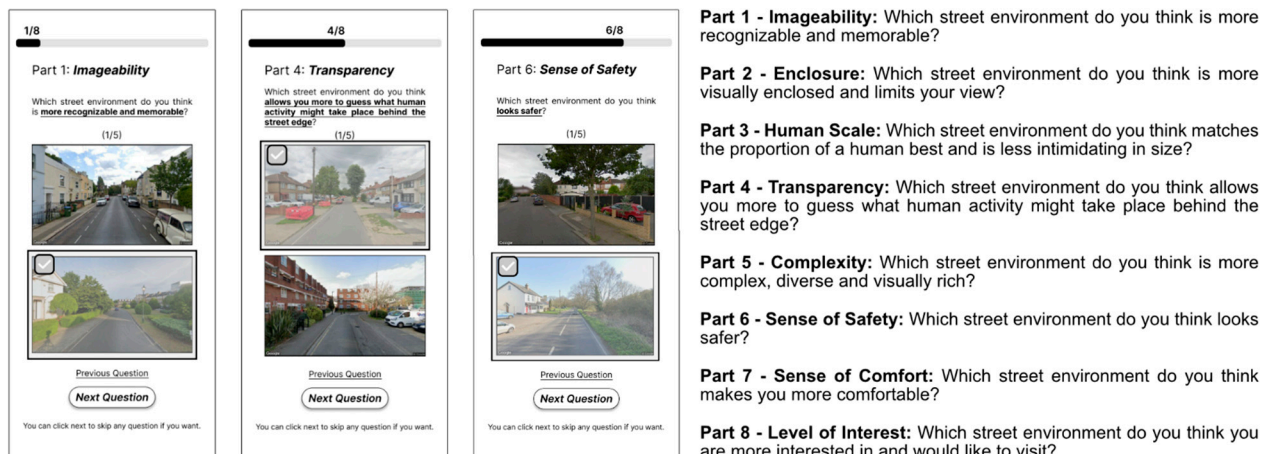 1/8
Part 1: Imageability
Which street environment do you think
is more recognizable and memorable?
(1/5)
Previous Question
Next Question
You can click next to skip any question if you want.
4/8
Part 4: Transparency
Which street environment do you think
allows you more to guess what human
activity might take place behind the
street edge?
(1/5)
Previous Question
Next Question
You can click next to skip any question if you want.
6/8
Part 6: Sense of Safety
Which street environment do you think
looks safer?
(1/5)
Previous Question
Next Question
You can click next to skip any question if you want.
Part 1 - Imageability: Which street environment do you think is more
recognizable and memorable?
Part 2 - Enclosure: Which street environment do you think is more
visually enclosed and limits your view?
Part 3 - Human Scale: Which street environment do you think matches
the proportion of a human best and is less intimidating in size?
Part 4 - Transparency: Which street environment do you think allows
you more to guess what human activity might take place behind the
street edge?
Part 5 - Complexity: Which street environment do you think is more
complex, diverse and visually rich?
Part 6 - Sense of Safety: Which street environment do you think looks
safer?
Part 7 - Sense of Comfort: Which street environment do you think
makes you more comfortable?
Part 8 - Level of Interest: Which street environment do you think you
are more interested in and would like to visit?